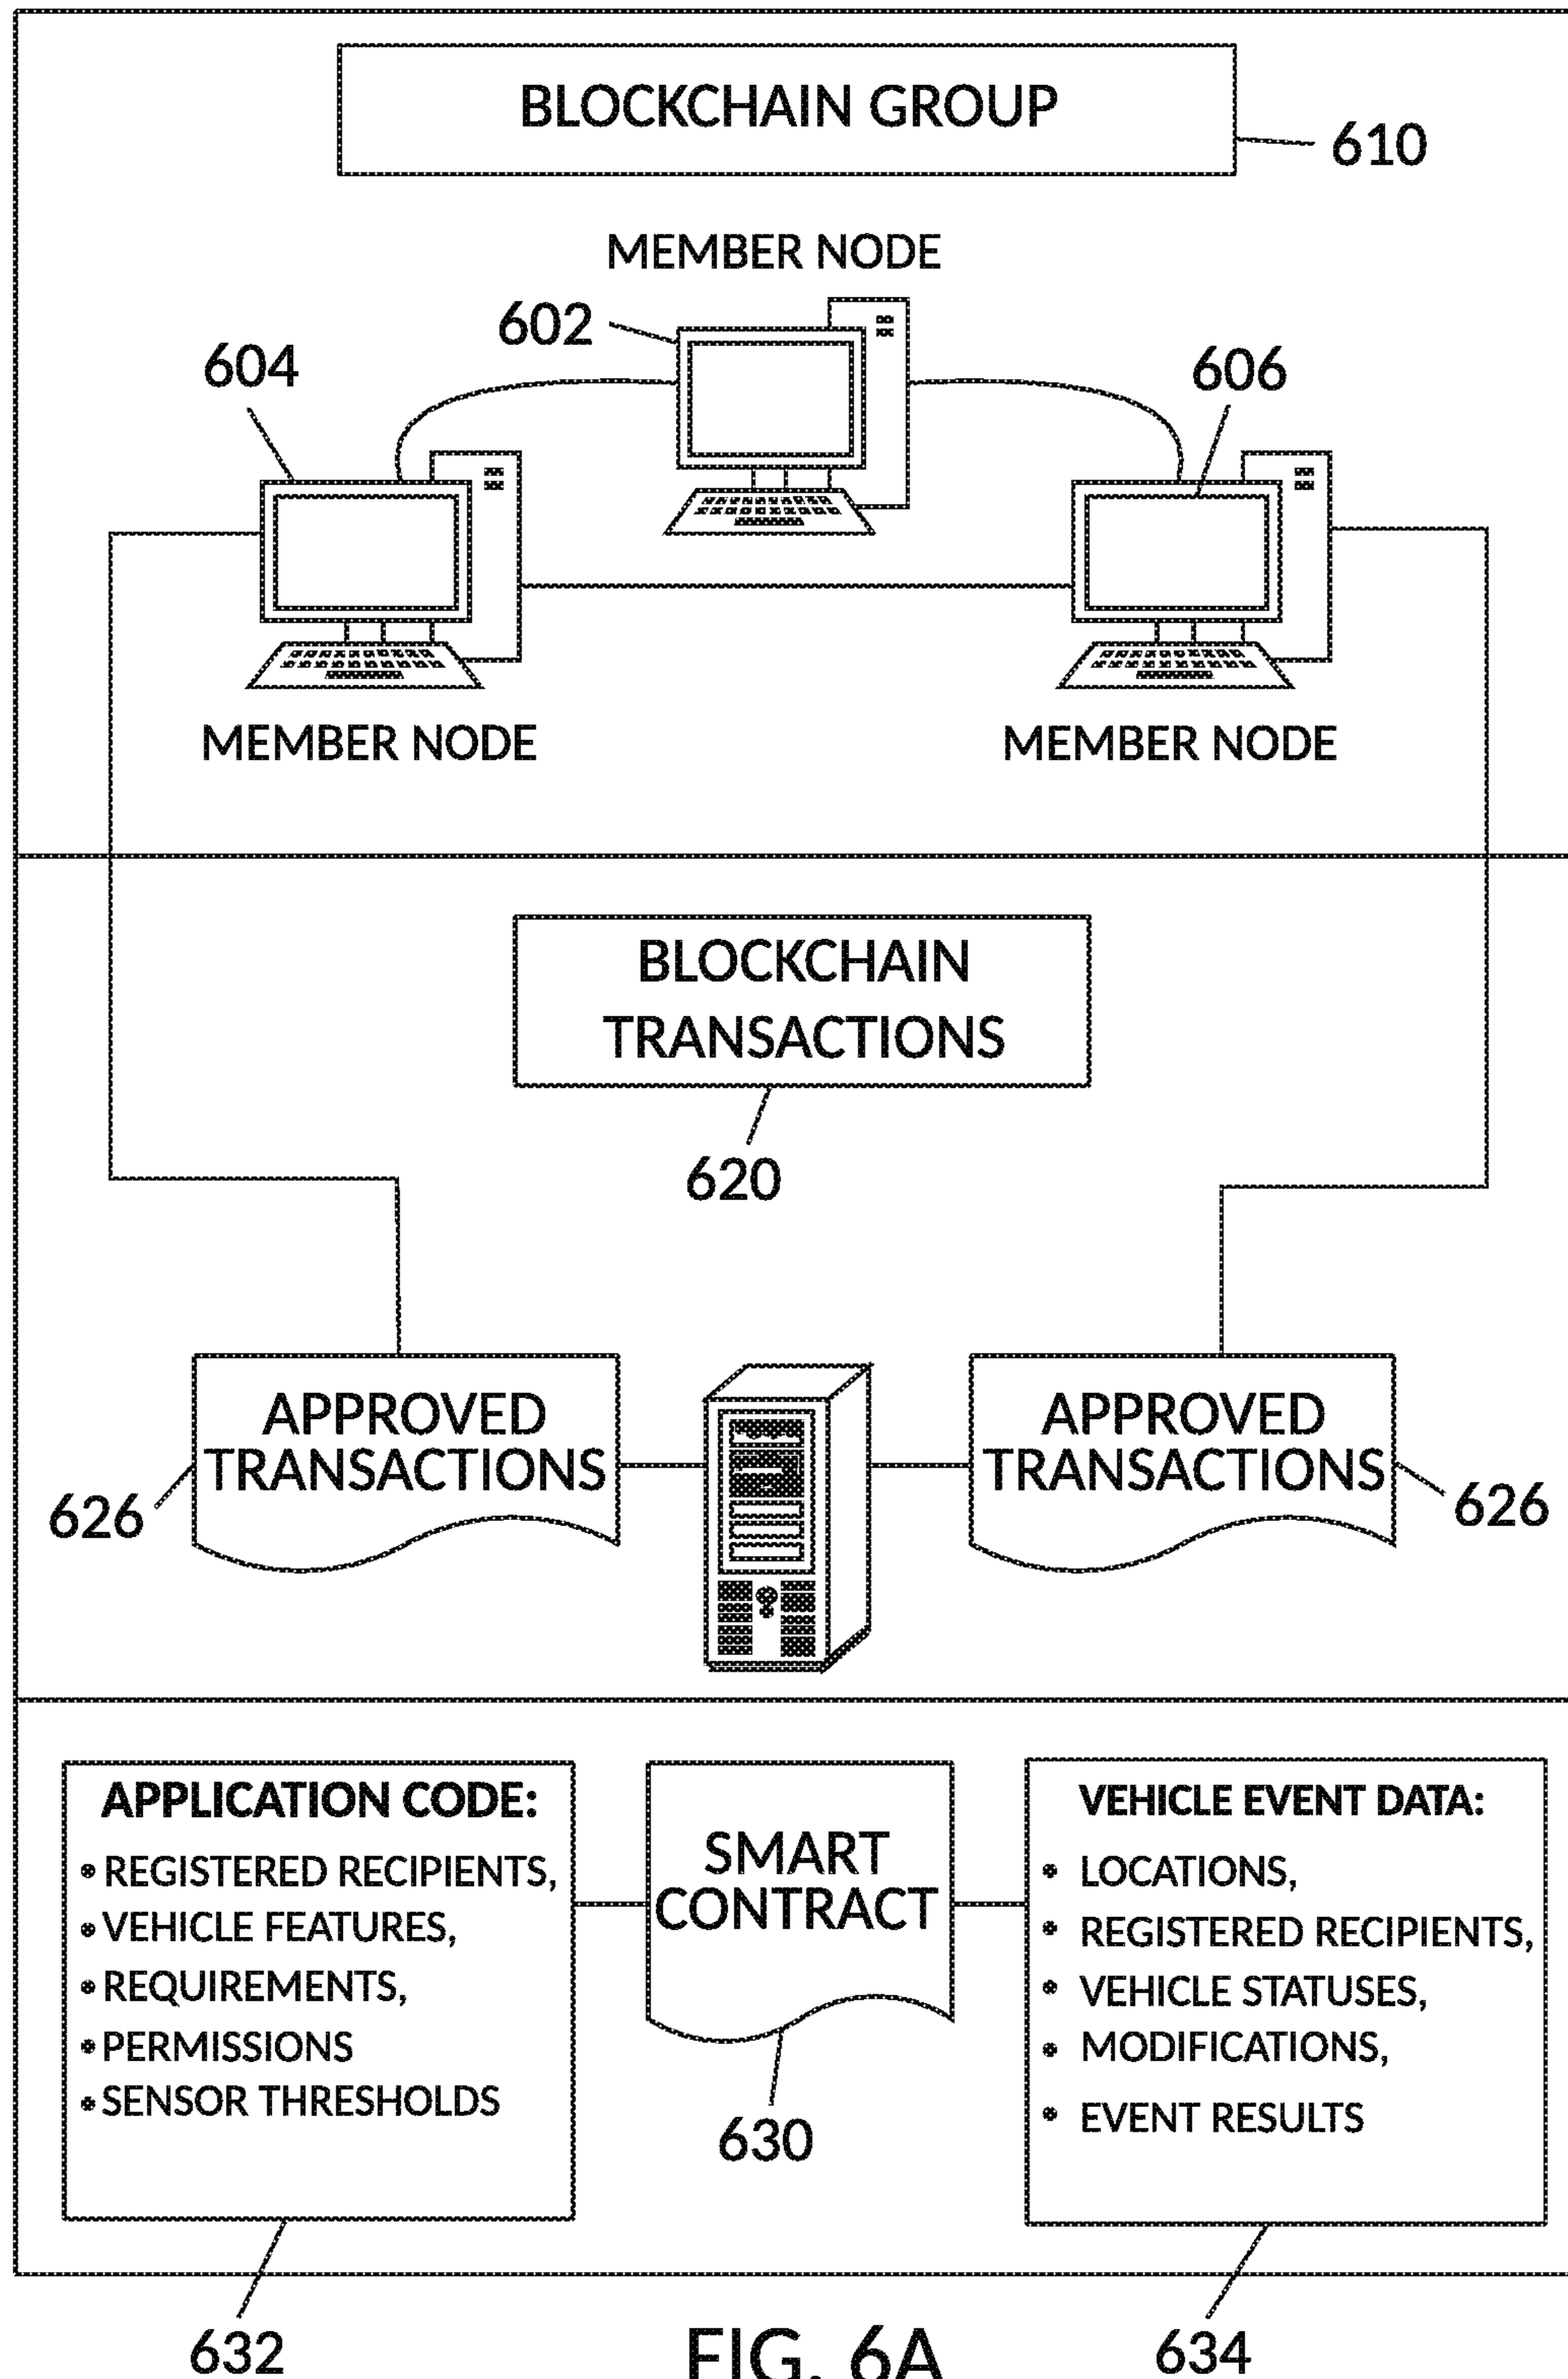 BLOCKCHAIN GROUP
610
MEMBER NODE
602
604
606
MEMBER NODE
MEMBER NODE
BLOCKCHAIN
TRANSACTIONS
620
APPROVED
TRANSACTIONS
626
APPROVED
TRANSACTIONS
626
APPLICATION CODE:
• REGISTERED RECIPIENTS,
• VEHICLE FEATURES,
• REQUIREMENTS,
• PERMISSIONS
• SENSOR THRESHOLDS
SMART
CONTRACT
630
VEHICLE EVENT DATA:
• LOCATIONS,
• REGISTERED RECIPIENTS,
• VEHICLE STATUSES,
• MODIFICATIONS,
• EVENT RESULTS
632
FIG. 6A
634